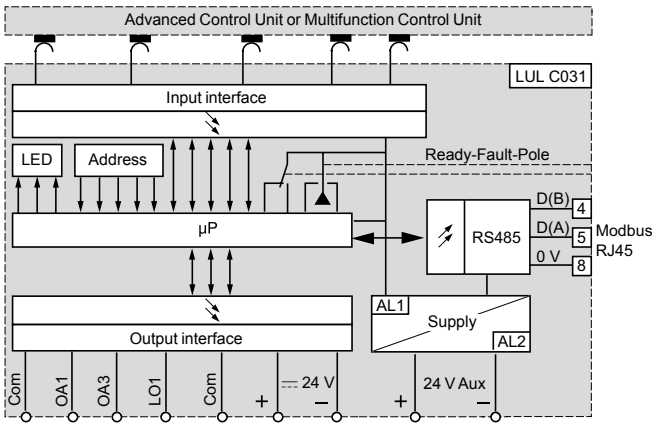 Advanced Control Unit or Multifunction Control Unit
LUL C031
Input interface
LED
Address
Ready-Fault-Pole
µP
RS485
D(B)
4
D(A)
5
0 V
8
Modbus
RJ45
AL1
Supply
AL2
Output interface
Com
OA1
OA3
LO1
Com
+
24 V
−
+
24 V Aux
−